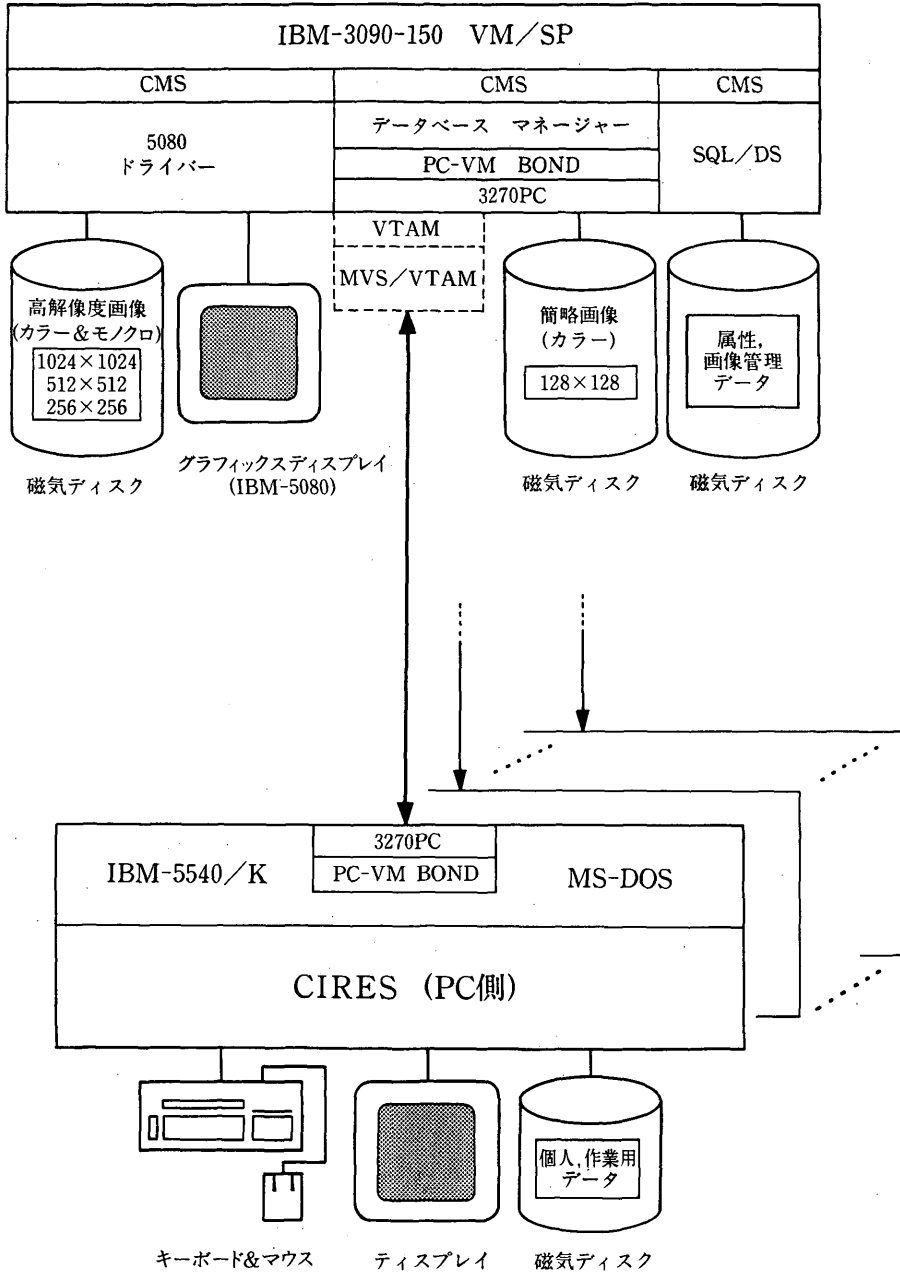 IBM-3090-150 VM／SP
CMS
CMS
CMS
5080
ドライバー
データベース マネージャー
PC-VM BOND
3270PC
SQL／DS
VTAM
MVS／VTAM
高解像度画像
(カラー＆モノクロ)
1024×1024
512×512
256×256
磁気ディスク
グラフィックスディスプレイ
(IBM-5080)
簡略画像
(カラー)
128×128
磁気ディスク
属性,
画像管理
データ
磁気ディスク
3270PC
PC-VM BOND
IBM-5540／K
MS-DOS
CIRES (PC側)
個人,作業用
データ
キーボード&マウス
ティスプレイ
磁気ディスク